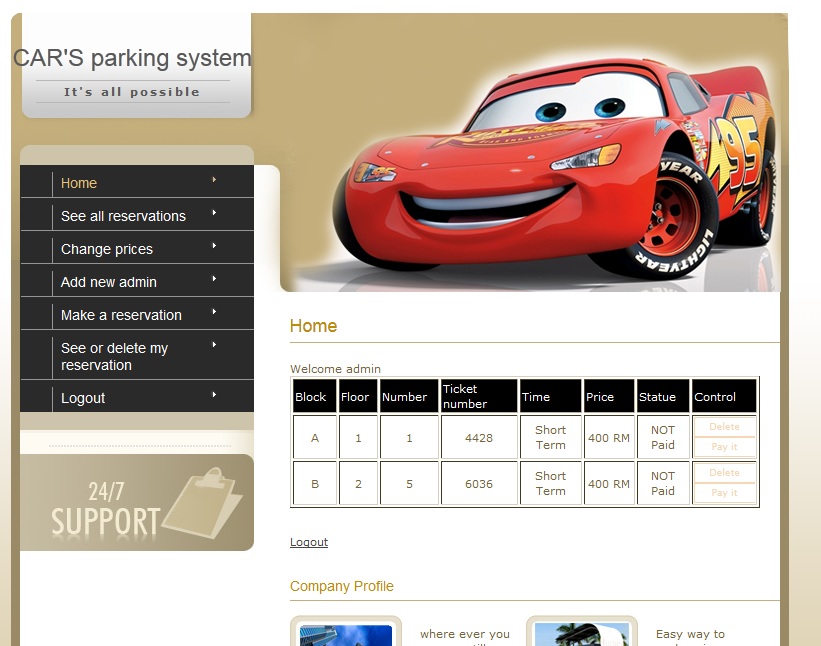 CAR'S parking system
It's all possible
Home
See all reservations
Change prices
Add new admin
Make a reservation
See or delete my
reservation
Logout
24/7
SUPPORT
95
YEAR
LIGHTYEAR
Home
Welcome admin
Block Floor Number Ticket number Time Price Statue Control
A 1 1 4428 Short Term 400 RM NOT Paid Delete Pay it
B 2 5 6036 Short Term 400 RM NOT Paid Delete Pay it
Logout
Company Profile
where ever you
Easy way to